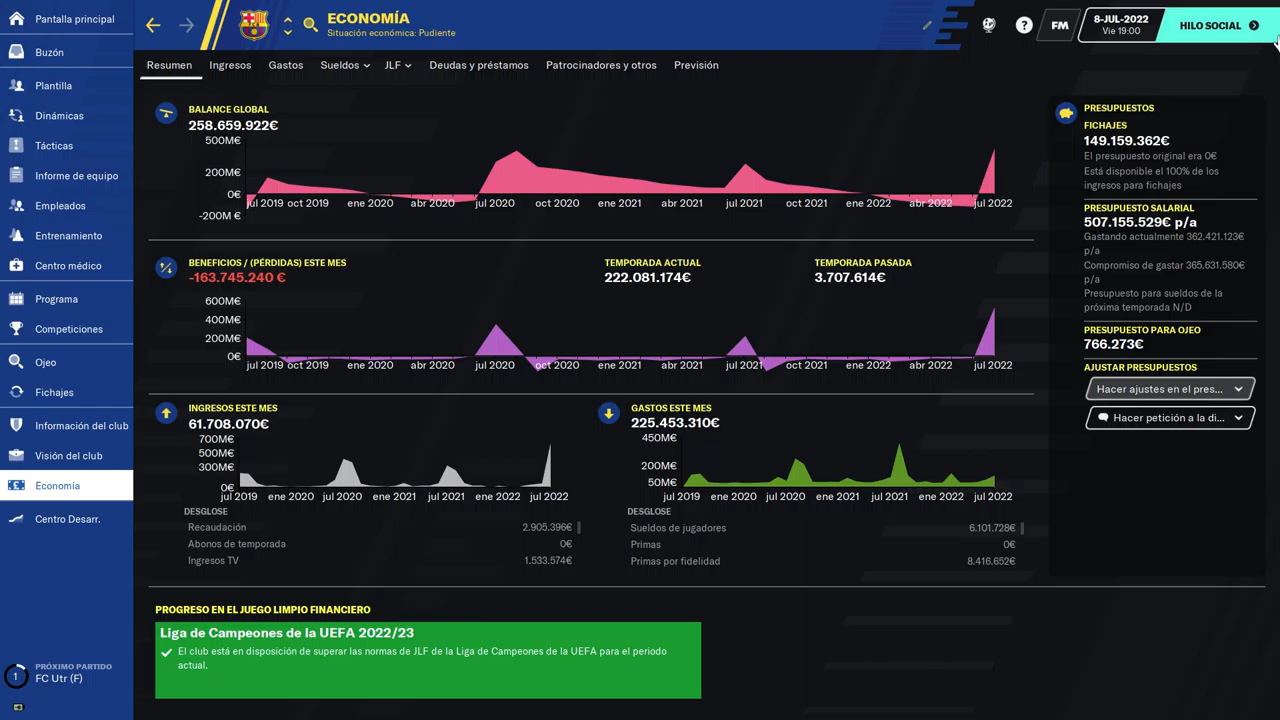 Pantalla principal
Buzón
Plantilla
Dinámicas
Tácticas
Informe de equipo
Empleados
Entrenamiento
Centro médico
Programa
Competiciones
Ojeo
Fichajes
Información del club
Visión del club
Economía
Centro Desarr.
1
PRÓXIMO PARTIDO
FC Utr (F)
ECONOMÍA
Situación económica: Pudiente
?
FM
8-JUL-2022
Vie 19:00
HILO SOCIAL
Resumen Ingresos Gastos Sueldos JLF Deudas y préstamos Patrocinadores y otros Previsión
BALANCE GLOBAL
258.659.922€
500M€
200M€
0€
-200M €
jul 2019 oct 2019 ene 2020 abr 2020 jul 2020 oct 2020 ene 2021 abr 2021 jul 2021 oct 2021 ene 2022 abr 2022 jul 2022
BENEFICIOS / (PÉRDIDAS) ESTE MES
-163.745.240 €
TEMPORADA ACTUAL
222.081.174€
TEMPORADA PASADA
3.707.614€
600M€
400M€
200M€
0€
jul 2019 oct 2019 ene 2020 abr 2020 jul 2020 oct 2020 ene 2021 abr 2021 jul 2021 oct 2021 ene 2022 abr 2022 jul 2022
INGRESOS ESTE MES
61.708.070€
700M€
500M€
300M€
0€
jul 2019 ene 2020 jul 2020 ene 2021 jul 2021 ene 2022 jul 2022
DESGLOSE
Recaudación 2.905.396€
Abonos de temporada 0€
Ingresos TV 1.533.574€
GASTOS ESTE MES
225.453.310€
450M€
200M€
50M€
jul 2019 ene 2020 jul 2020 ene 2021 jul 2021 ene 2022 jul 2022
DESGLOSE
Sueldos de jugadores 6.101.728€
Primas 0€
Primas por fidelidad 8.416.652€
PROGRESO EN EL JUEGO LIMPIO FINANCIERO
Liga de Campeones de la UEFA 2022/23
El club está en disposición de superar las normas de JLF de la Liga de Campeones de la UEFA para el periodo
actual.
PRESUPUESTOS
FICHAJES
149.159.362€
El presupuesto original era 0€
Está disponible el 100% de los
ingresos para fichajes
PRESUPUESTO SALARIAL
507.155.529€ p/a
Gastando actualmente 362.421.123€
p/a
Compromiso de gastar 365.631.580€
p/a
Presupuesto para sueldos de la
próxima temporada N/D
PRESUPUESTO PARA OJEO
766.273€
AJUSTAR PRESUPUESTOS
Hacer ajustes en el pres...
Hacer petición a la di...